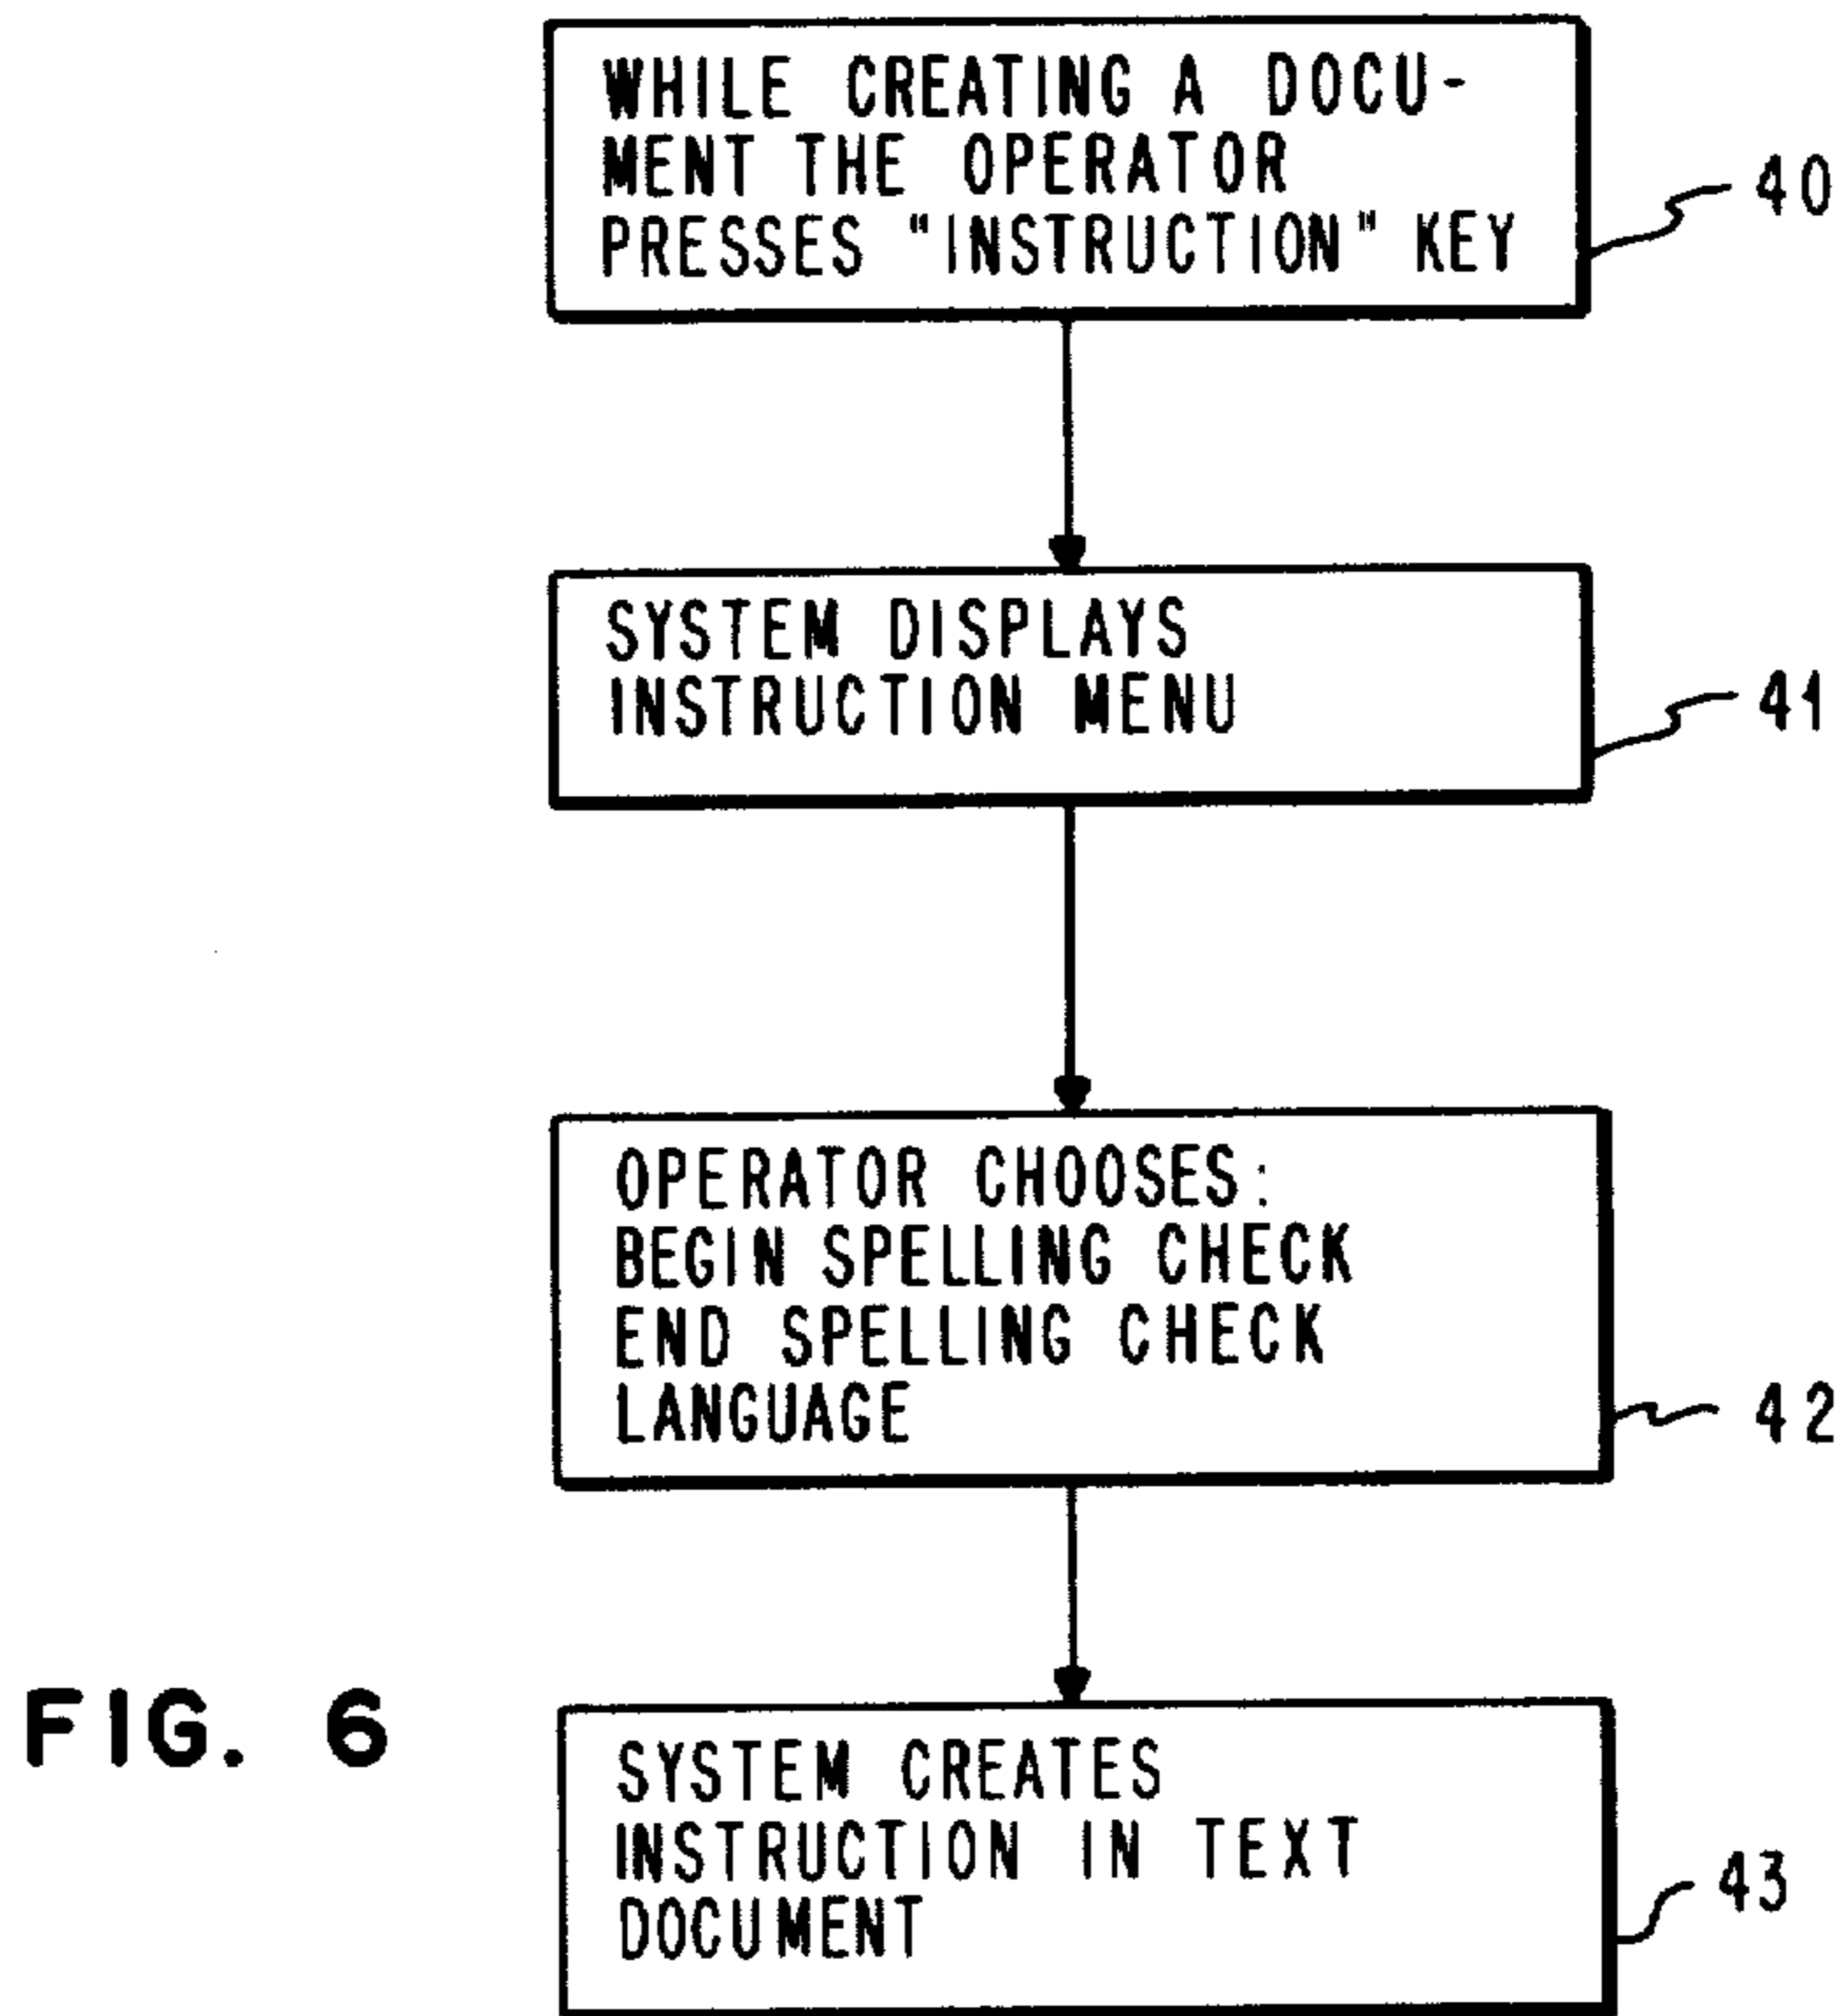 WHILE CREATING A DOCU-
MENT THE OPERATOR
PRESSES "INSTRUCTION" KEY
40
SYSTEM DISPLAYS
INSTRUCTION MENU
41
OPERATOR CHOOSES:
BEGIN SPELLING CHECK
END SPELLING CHECK
LANGUAGE
42
FIG. 6
SYSTEM CREATES
INSTRUCTION IN TEXT
DOCUMENT
43